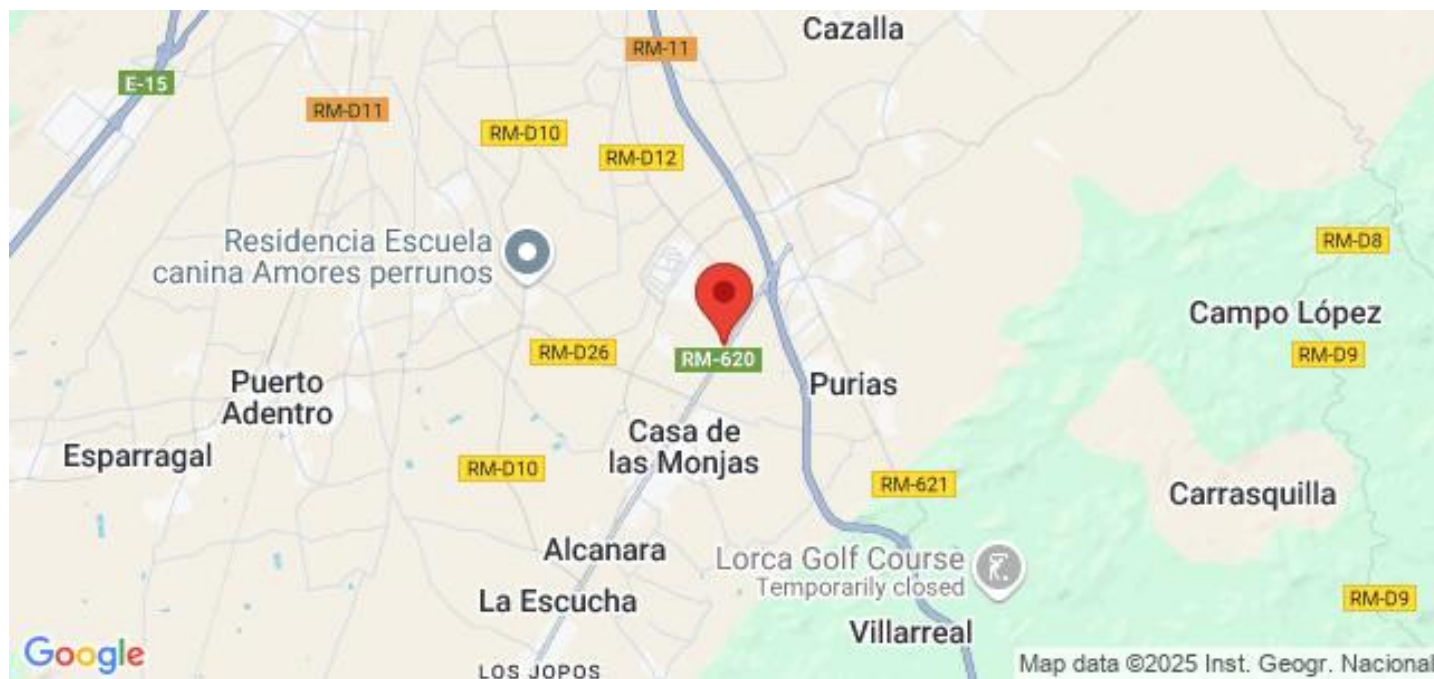 Cazalla
RM-11
E-15
RM-D11
RM-D10
RM-D12
Residencia Escuela
canina Amores perrunos
RM-D8
Campo López
RM-D26
RM-620
RM-D9
Puerto
Adentro
Purias
Esparragal
Casa de
las Monjas
RM-D10
RM-621
Carrasquilla
Alcanara
Lorca Golf Course
Temporarily closed
La Escucha
RM-D9
Villarreal
Google
LOS JOPOS
Map data ©2025 Inst. Geogr. Nacional